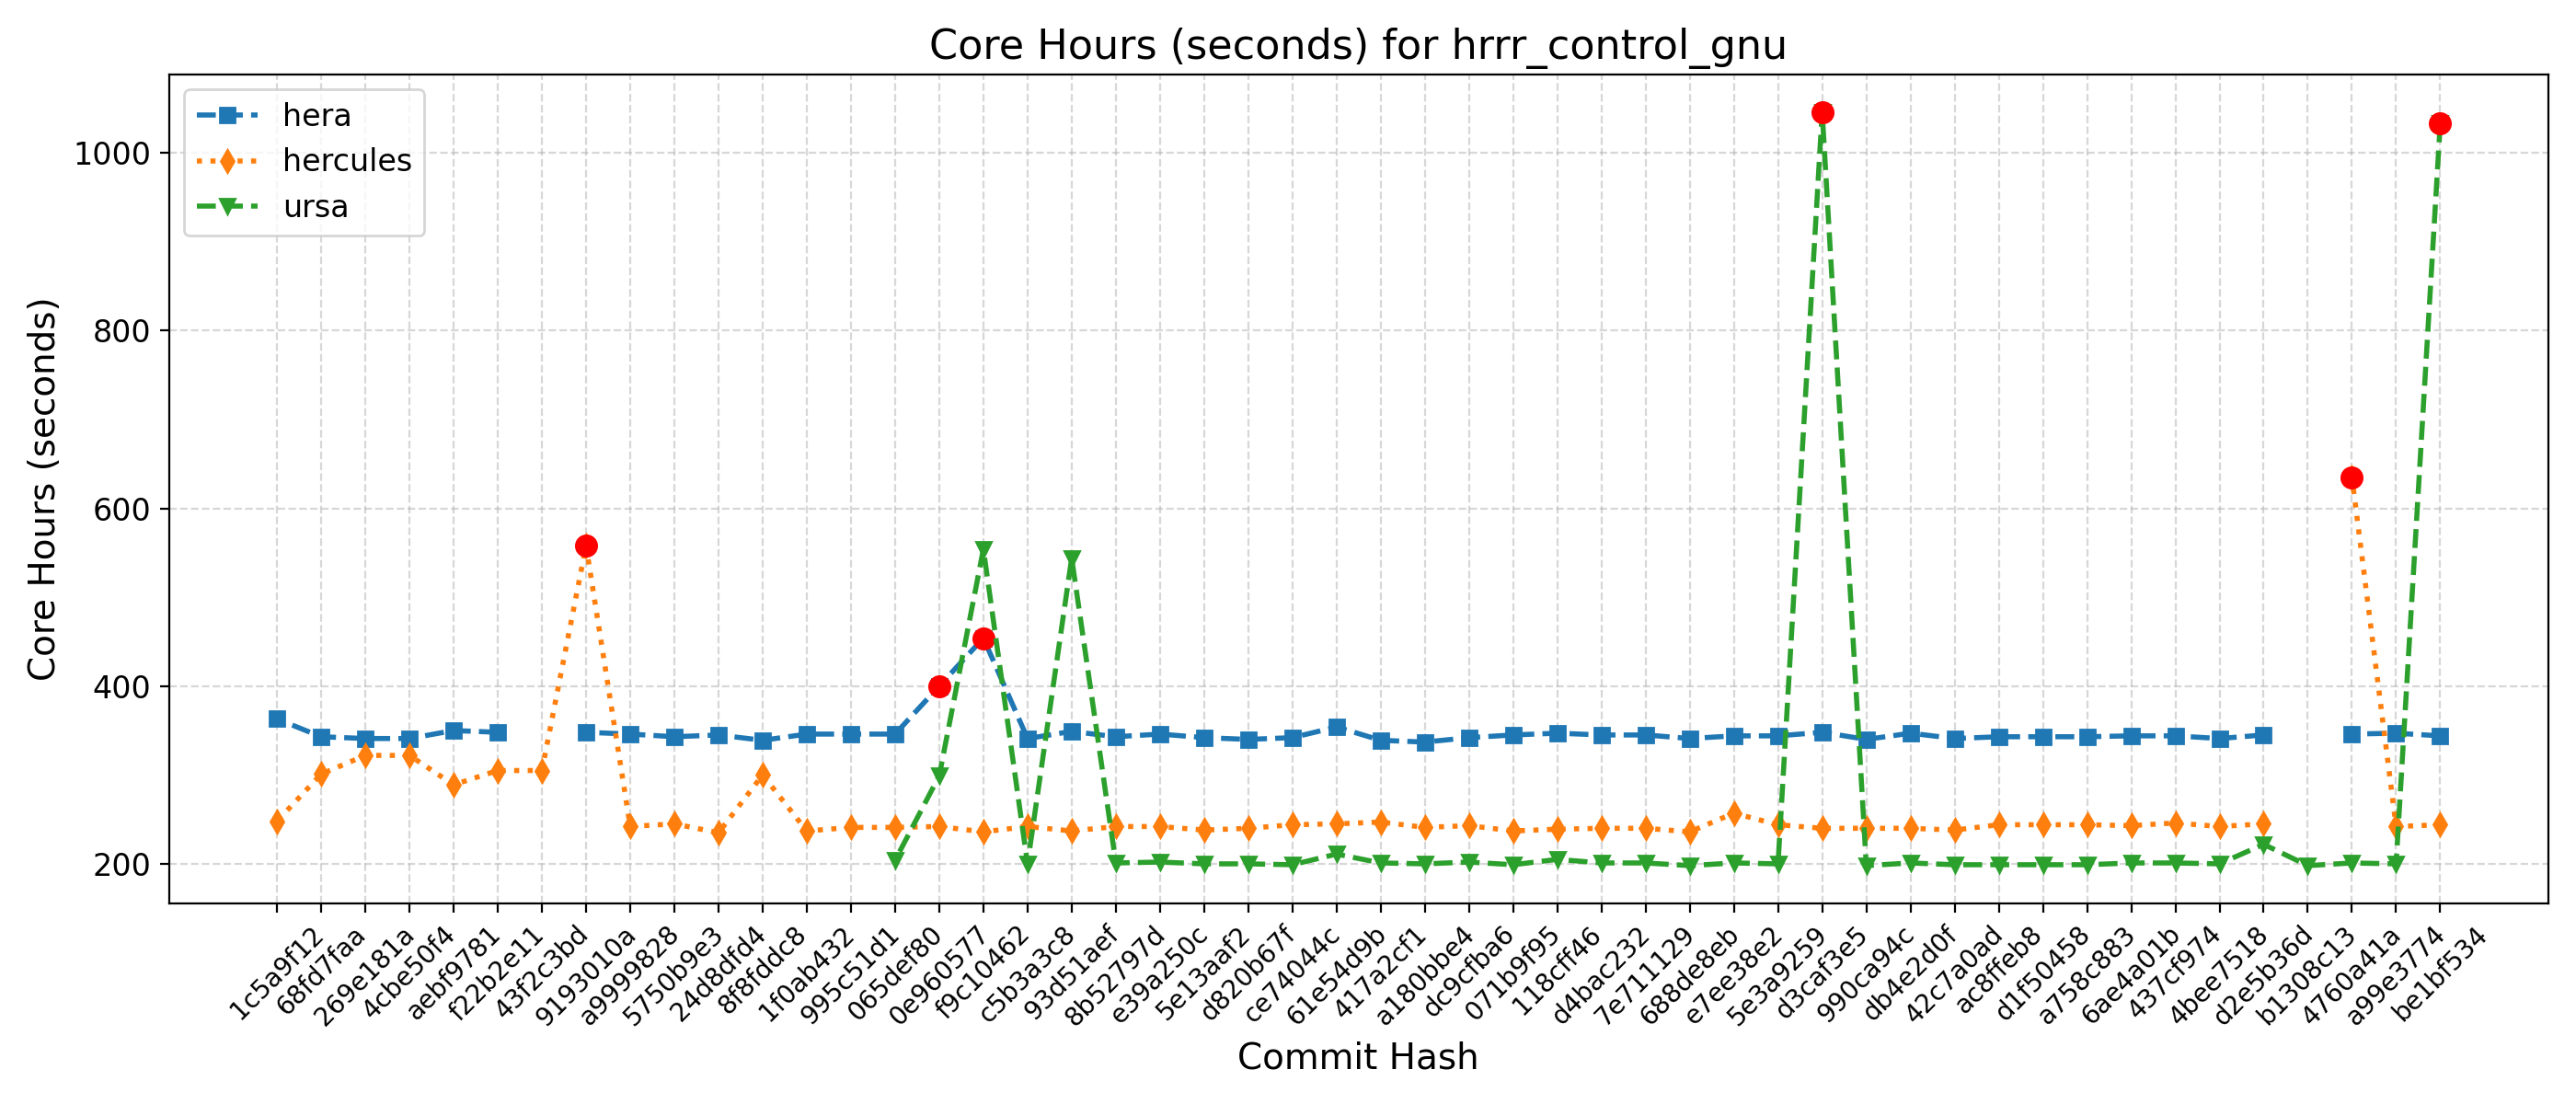 Core Hours (seconds) for hrrr_control_gnu
hera
hercules
ursa
Core Hours (seconds)
1000
800
600
400
200
1c5a9f12
68fd7faa
269e181a
4cbe50f4
aebf9781
f22b2e11
43f2c3bd
9193010a
a9999828
5750b9e3
24d8dfd4
8f8fddc8
1f0ab432
995c51d1
065def80
0e960577
f9c10462
c5b3a3c8
93d51aef
8b52797d
e39a250c
5e13aaf2
d820b67f
ce74044c
61e54d9b
417a2cf1
a180bbe4
dc9cfba6
071b9f95
118cff46
d4bac232
7e711129
688de8eb
e7ee38e2
5e3a9259
d3caf3e5
990ca94c
db4e2d0f
42c7a0ad
ac8ffeb8
d1f50458
a758c883
6ae4a01b
437cf974
4bee7518
d2e5b36d
b1308c13
4760a41a
a99e3774
be1bf534
Commit Hash